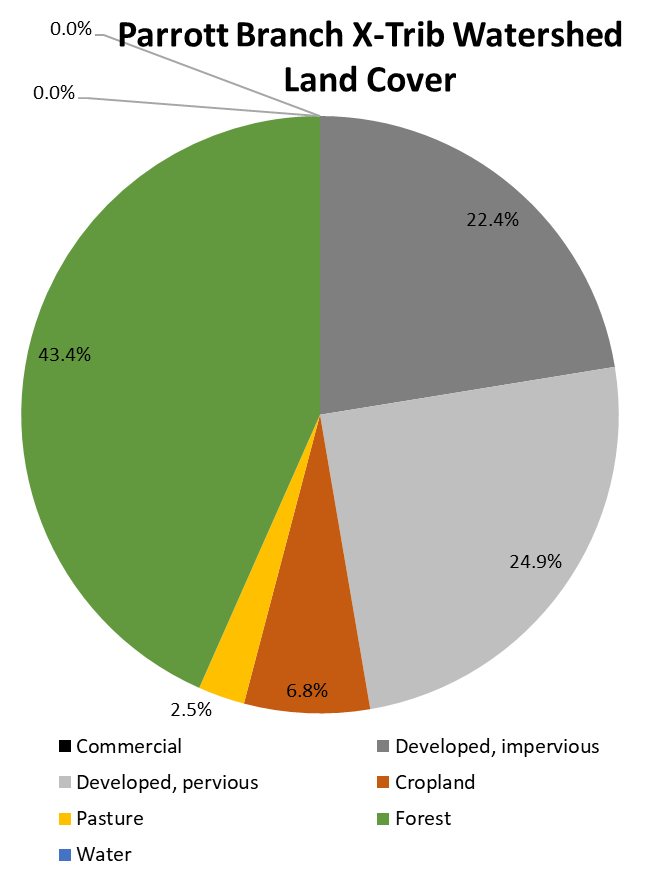 0.0%
Parrott Branch X-Trib Watershed
Land Cover
0.0%
22.4%
43.4%
24.9%
6.8%
2.5%
Commercial
Developed, impervious
Developed, pervious
Cropland
Pasture
Forest
Water